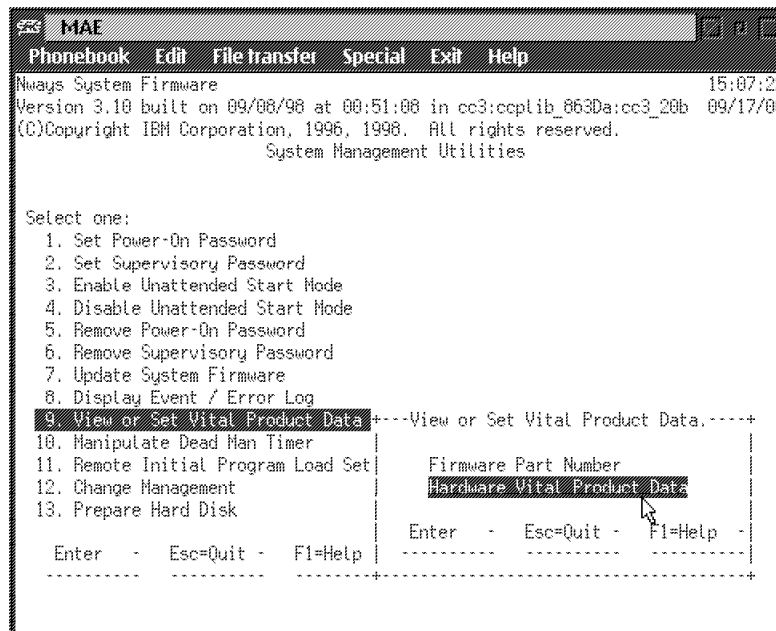 MAE
Phonebook Edit File transfer Special Exit Help
Nways System Firmware 15:07:2
Version 3.10 built on 09/08/98 at 00:51:08 in cc3:ccplib_863Da:cc3_20b 09/17/0
(C)Copyright IBM Corporation, 1996, 1998. All rights reserved.
System Management Utilities
Select one:
1. Set Power-On Password
2. Set Supervisory Password
3. Enable Unattended Start Mode
4. Disable Unattended Start Mode
5. Remove Power-On Password
6. Remove Supervisory Password
7. Update System Firmware
8. Display Event / Error Log
9. View or Set Vital Product Data +---View or Set Vital Product Data.----+
10. Manipulate Dead Man Timer |
11. Remote Initial Program Load Set| Firmware Part Number |
12. Change Management | Hardware Vital Product Data |
13. Prepare Hard Disk |
| Enter - Esc=Quit - F1=Help -|
Enter - Esc=Quit - F1=Help | ---------- ---------- ----------|
---------- ---------- --------+---------------------------------------+